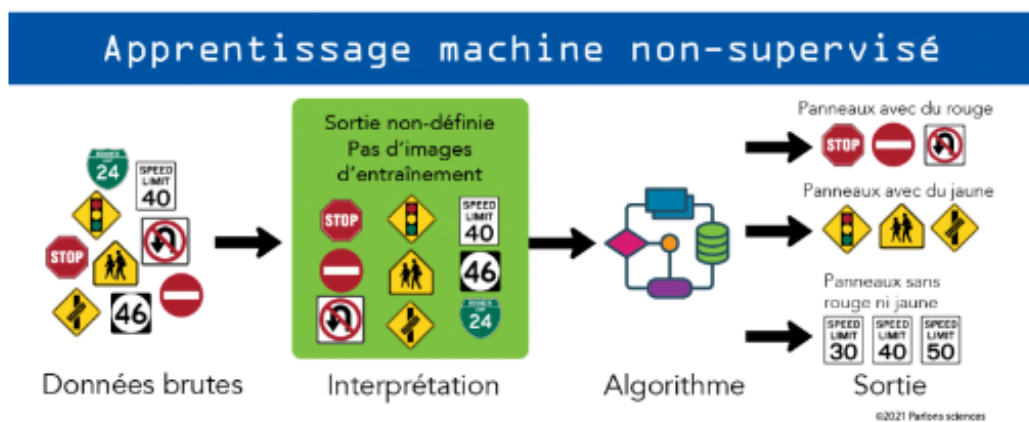 Apprentissage machine non-supervisé
24
SPEED
LIMIT
40
STOP
46
Données brutes
Sortie non-définie
Pas d'images
d'entraînement
STOP
SPEED
LIMIT
40
46
24
Interprétation
Algorithme
Panneaux avec du rouge
STOP
Panneaux avec du jaune
Panneaux sans
rouge ni jaune
SPEED
LIMIT
30
SPEED
LIMIT
40
SPEED
LIMIT
50
Sortie
©2021 Parlons sciences